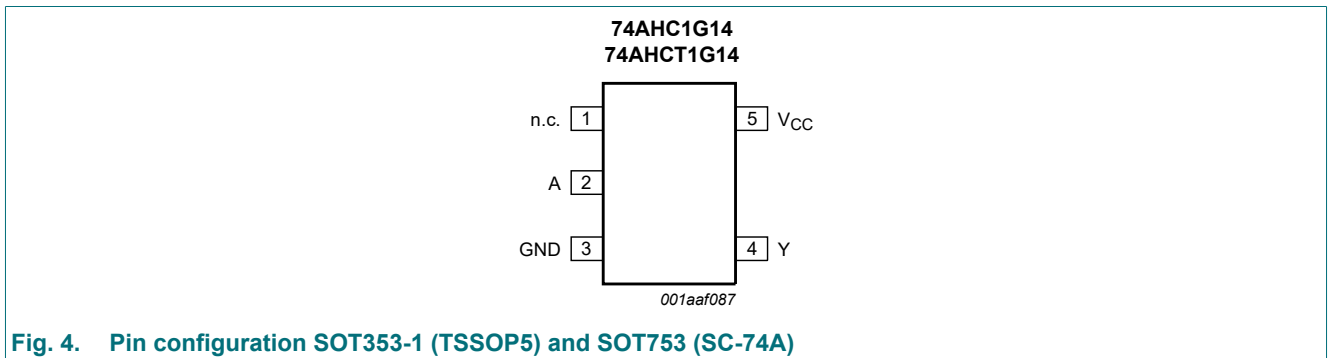 74AHC1G14
74AHCT1G14
n.c. 1
5 VCC
A 2
GND 3
4 Y
001aaf087
Fig. 4. Pin configuration SOT353-1 (TSSOP5) and SOT753 (SC-74A)